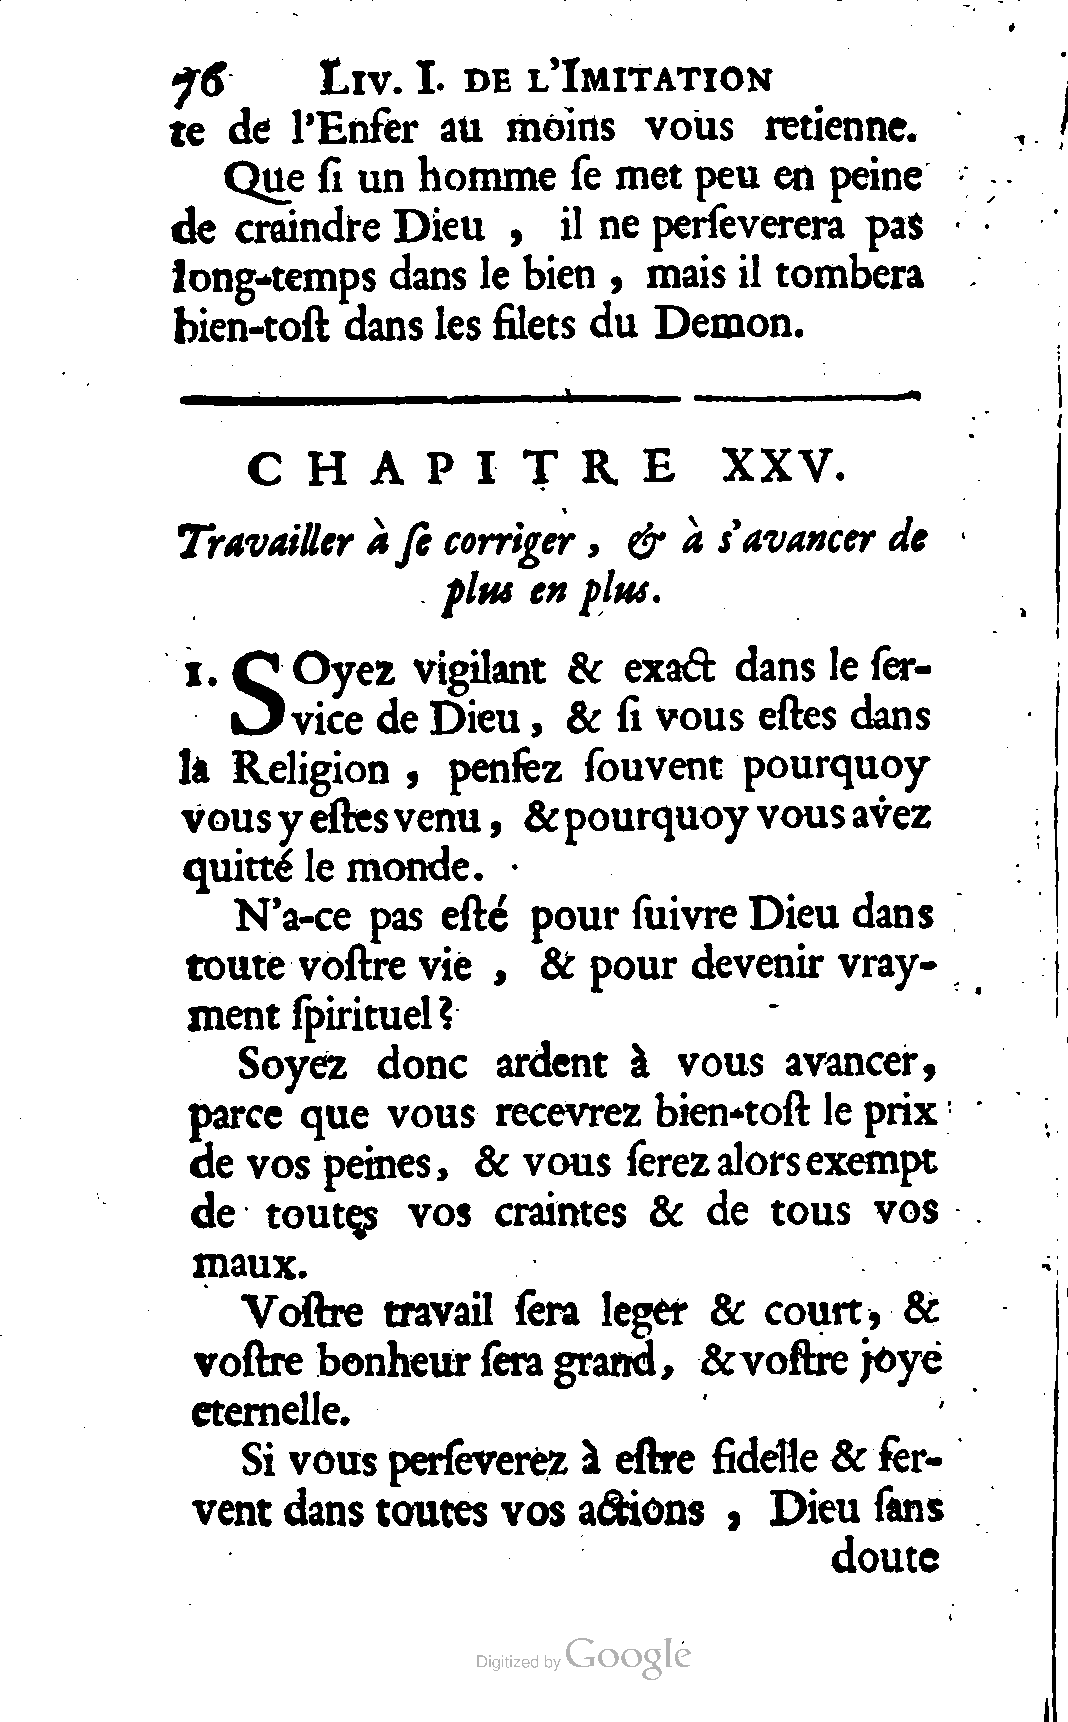 76 LIV. I. DE L'IMITATION
te de l'Enfer au moins vous retienne.
Que ſi un homme ſe met peu en peine
de craindre Dieu , il ne perſeverera pas
long-temps dans le bien , mais il tombera
bien-toſt dans les filets du Demon.
CHAPITRE XXV.
Travailler à ſe corriger , & à s'avancer de
plus en plus.
1. SOyez vigilant & exact dans le ſer-
vice de Dieu , & ſi vous eſtes dans
la Religion , penſez ſouvent pourquoy
vous y eſtes venu , & pourquoy vous avez
quitté le monde.
N'a-ce pas eſté pour ſuivre Dieu dans
toute voſtre vie , & pour devenir vray-
ment ſpirituel ?
Soyez donc ardent à vous avancer,
parce que vous recevrez bien-toſt le prix
de vos peines, & vous ſerez alors exempt
de toutes vos craintes & de tous vos
maux.
Voſtre travail ſera leger & court, &
voſtre bonheur ſera grand, & voſtre joye
eternelle.
Si vous perſeverez à eſtre fidelle & fer-
vent dans toutes vos actions , Dieu ſans
doute
Digitized by Google